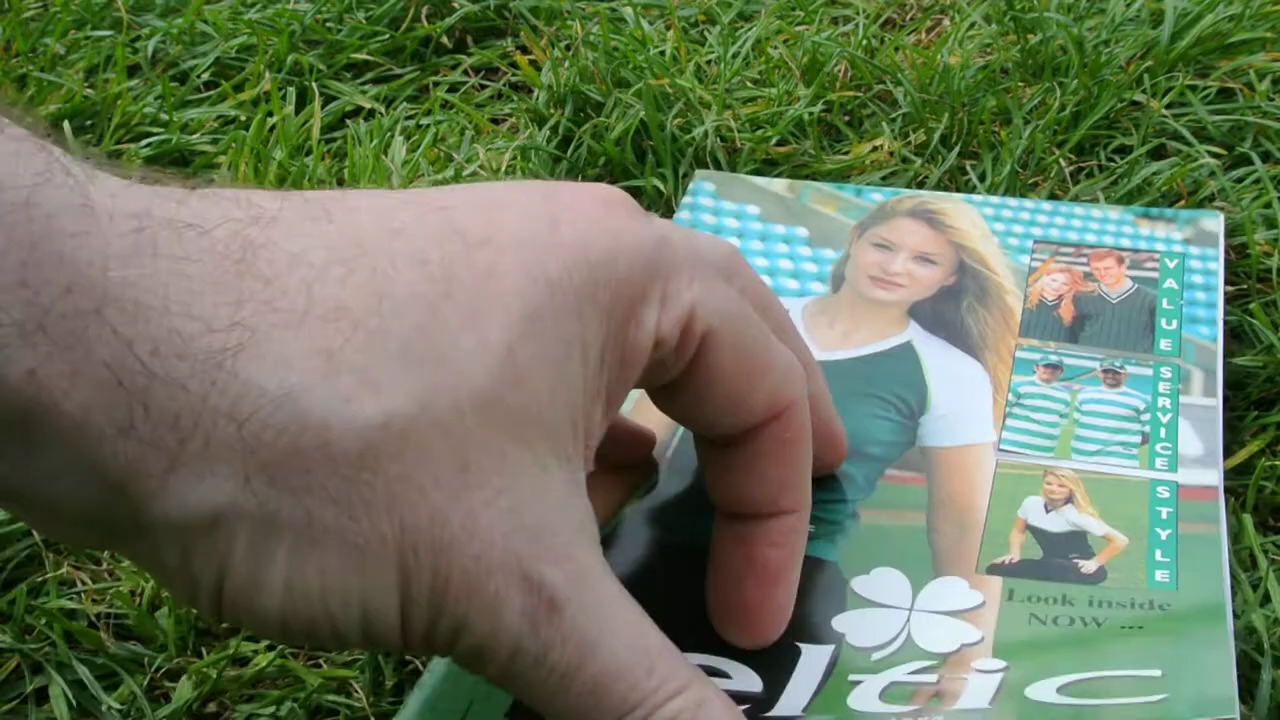 VALUE
SERVICE
STYLE
Look inside
NOW ...
eltic